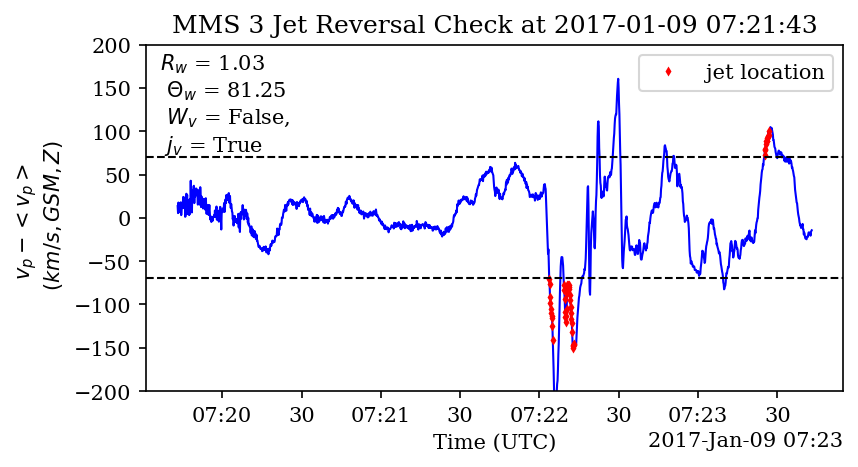 MMS 3 Jet Reversal Check at 2017-01-09 07:21:43
200
150
100
50
0
−50
−100
−150
−200
v_p − <v_p>
(km/s, GSM, Z)
R_w = 1.03
Θ_w = 81.25
W_v = False,
j_v = True
jet location
07:20 30 07:21 30 07:22 30 07:23 30
Time (UTC)
2017-Jan-09 07:23